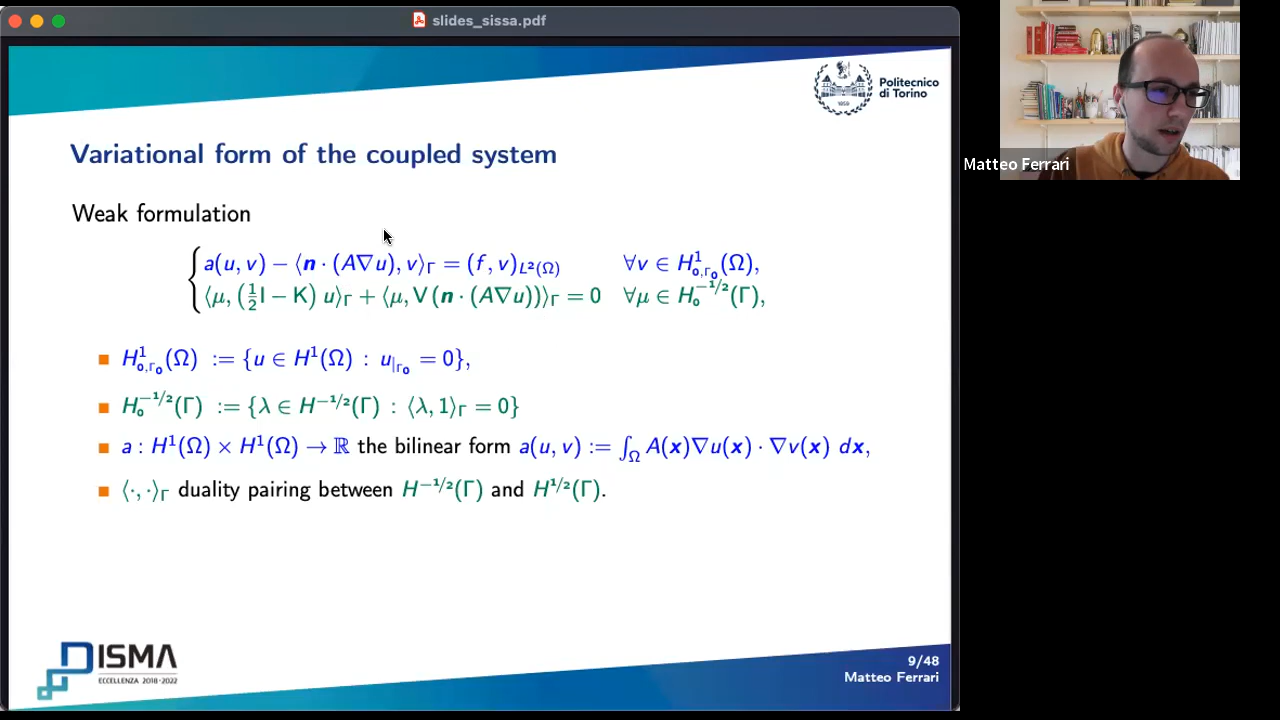 slides_sissa.pdf
Politecnico
di Torino
1859
Matteo Ferrari
Variational form of the coupled system
Weak formulation
a(u, v) − ⟨n · (A∇u), v⟩_Γ = (f, v)_{L²(Ω)} ∀v ∈ H¹_{0,Γ₀}(Ω),
⟨μ, (½I − K) u⟩_Γ + ⟨μ, V(n · (A∇u))⟩_Γ = 0 ∀μ ∈ H₀^{−1/2}(Γ),
■ H¹_{0,Γ₀}(Ω) := {u ∈ H¹(Ω) : u_{|Γ₀} = 0},
■ H₀^{−1/2}(Γ) := {λ ∈ H^{−1/2}(Γ) : ⟨λ, 1⟩_Γ = 0}
■ a : H¹(Ω) × H¹(Ω) → ℝ the bilinear form a(u, v) := ∫_Ω A(x)∇u(x) · ∇v(x) dx,
■ ⟨·, ·⟩_Γ duality pairing between H^{−1/2}(Γ) and H^{1/2}(Γ).
DISMA
ECCELLENZA 2018-2022
9/48
Matteo Ferrari